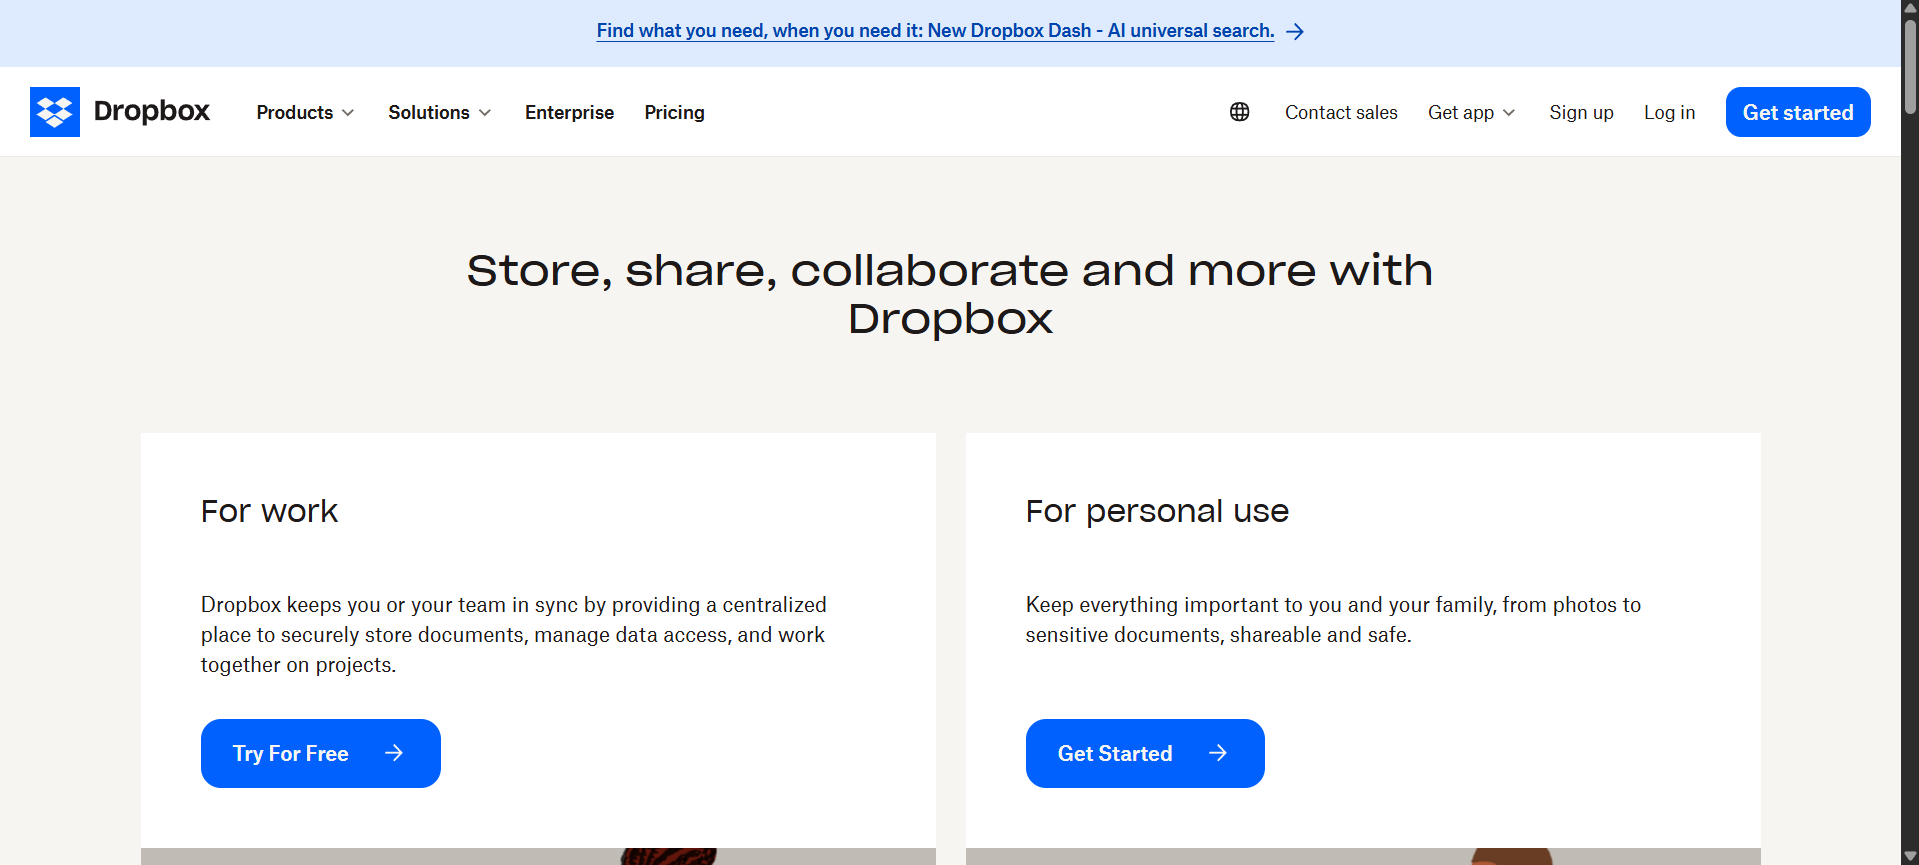 Find what you need, when you need it: New Dropbox Dash - AI universal search.
Dropbox
Products
Solutions
Enterprise
Pricing
Contact sales
Get app
Sign up
Log in
Get started
Store, share, collaborate and more with
Dropbox
For work
Dropbox keeps you or your team in sync by providing a centralized
place to securely store documents, manage data access, and work
together on projects.
Try For Free
For personal use
Keep everything important to you and your family, from photos to
sensitive documents, shareable and safe.
Get Started